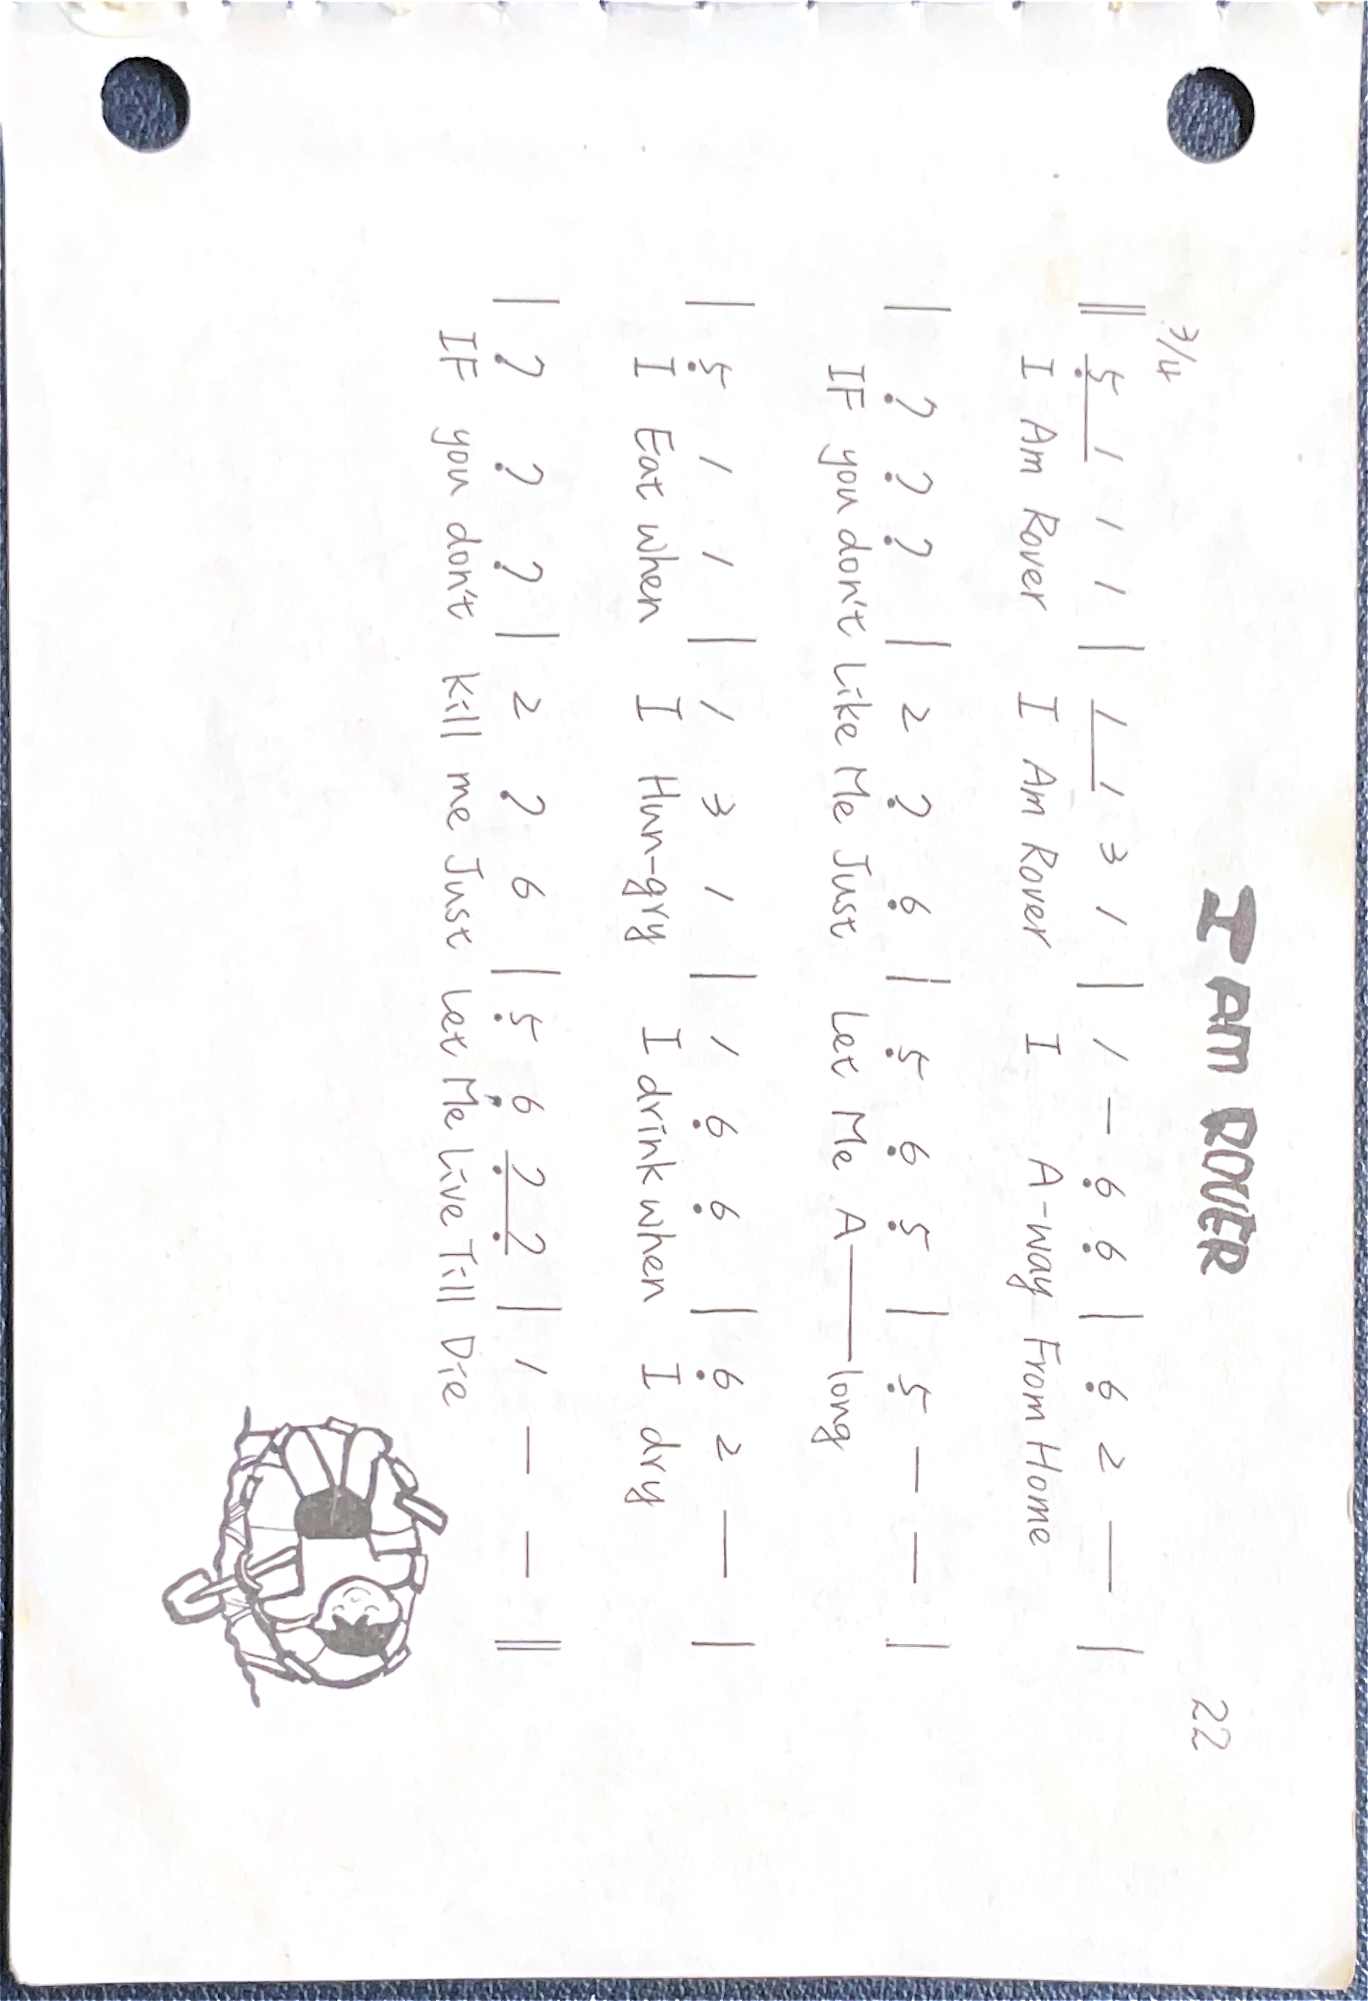 I AM ROVER
22
3/4
‖ 5̣ 1 1 1 | 1 1 3 1 | 1 – 6̣ 6̣ | 6̣ 2 — |
I Am Rover I Am Rover I A-way From Home
| 7̣ 7̣ 7̣ | 2 7̣ 6̣ | 5̣ 6̣ 5̣ | 5̣ — — |
IF you don't Like Me Just Let Me A——long
| 5̣ 1 1 | 1 3 1 | 1 6̣ 6̣ | 6̣ 2 — |
I Eat when I Hun-gry I drink when I dry
| 7̣ 7̣ 7̣ | 2 7̣ 6 | 5̣ 6̣ 7̣ 7̣ | 1 — — ‖
IF you don't Kill me Just Let Me Live Till Die